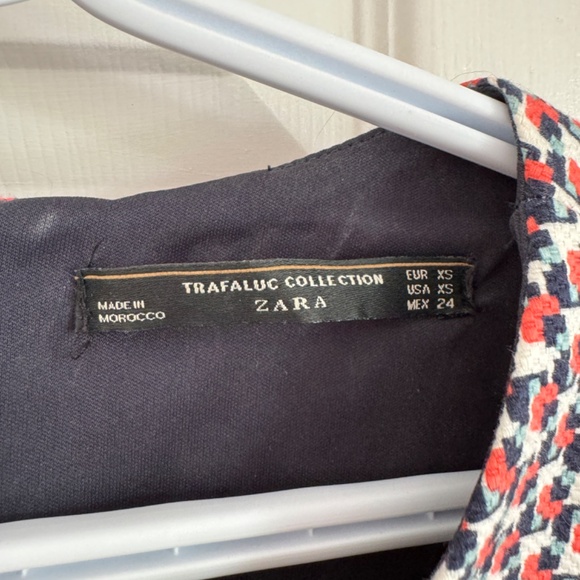 MADE IN
MOROCCO
TRAFALUC COLLECTION
ZARA
EUR XS
USA XS
MEX 24